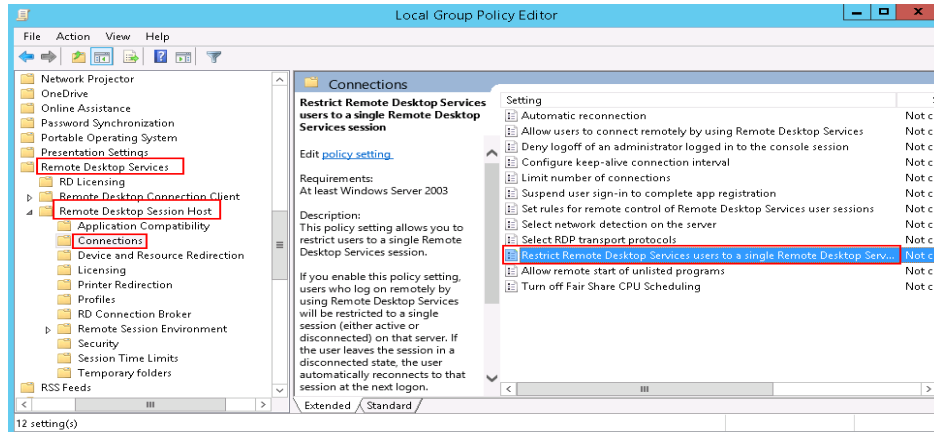 Local Group Policy Editor
File Action View Help
Network Projector
OneDrive
Online Assistance
Password Synchronization
Portable Operating System
Presentation Settings
Remote Desktop Services
RD Licensing
Remote Desktop Connection Client
Remote Desktop Session Host
Application Compatibility
Connections
Device and Resource Redirection
Licensing
Printer Redirection
Profiles
RD Connection Broker
Remote Session Environment
Security
Session Time Limits
Temporary folders
RSS Feeds
Connections
Restrict Remote Desktop Services
users to a single Remote Desktop
Services session
Edit policy setting
Requirements:
At least Windows Server 2003
Description:
This policy setting allows you to
restrict users to a single Remote
Desktop Services session.
If you enable this policy setting,
users who log on remotely by
using Remote Desktop Services
will be restricted to a single
session (either active or
disconnected) on that server. If
the user leaves the session in a
disconnected state, the user
automatically reconnects to that
session at the next logon.
Setting
Automatic reconnection Not c
Allow users to connect remotely by using Remote Desktop Services Not c
Deny logoff of an administrator logged in to the console session Not c
Configure keep-alive connection interval Not c
Limit number of connections Not c
Suspend user sign-in to complete app registration Not c
Set rules for remote control of Remote Desktop Services user sessions Not c
Select network detection on the server Not c
Select RDP transport protocols Not c
Restrict Remote Desktop Services users to a single Remote Desktop Serv... Not c
Allow remote start of unlisted programs Not c
Turn off Fair Share CPU Scheduling Not c
Extended Standard
12 setting(s)